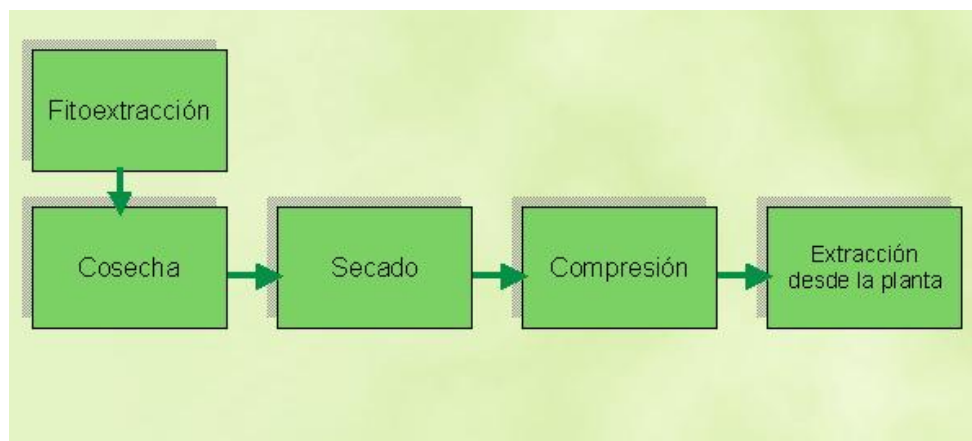 Fitoextracción
Cosecha
Secado
Compresión
Extracción
desde la planta